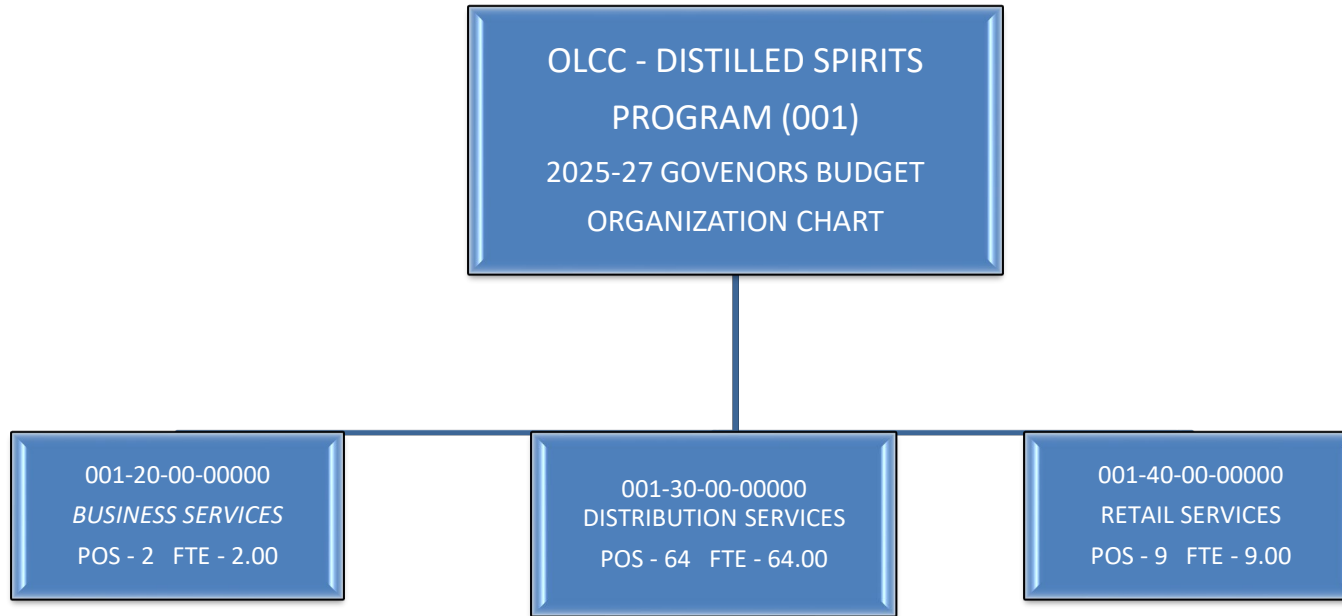 OLCC - DISTILLED SPIRITS
PROGRAM (001)
2025-27 GOVENORS BUDGET
ORGANIZATION CHART
001-20-00-00000
BUSINESS SERVICES
POS - 2 FTE - 2.00
001-30-00-00000
DISTRIBUTION SERVICES
POS - 64 FTE - 64.00
001-40-00-00000
RETAIL SERVICES
POS - 9 FTE - 9.00